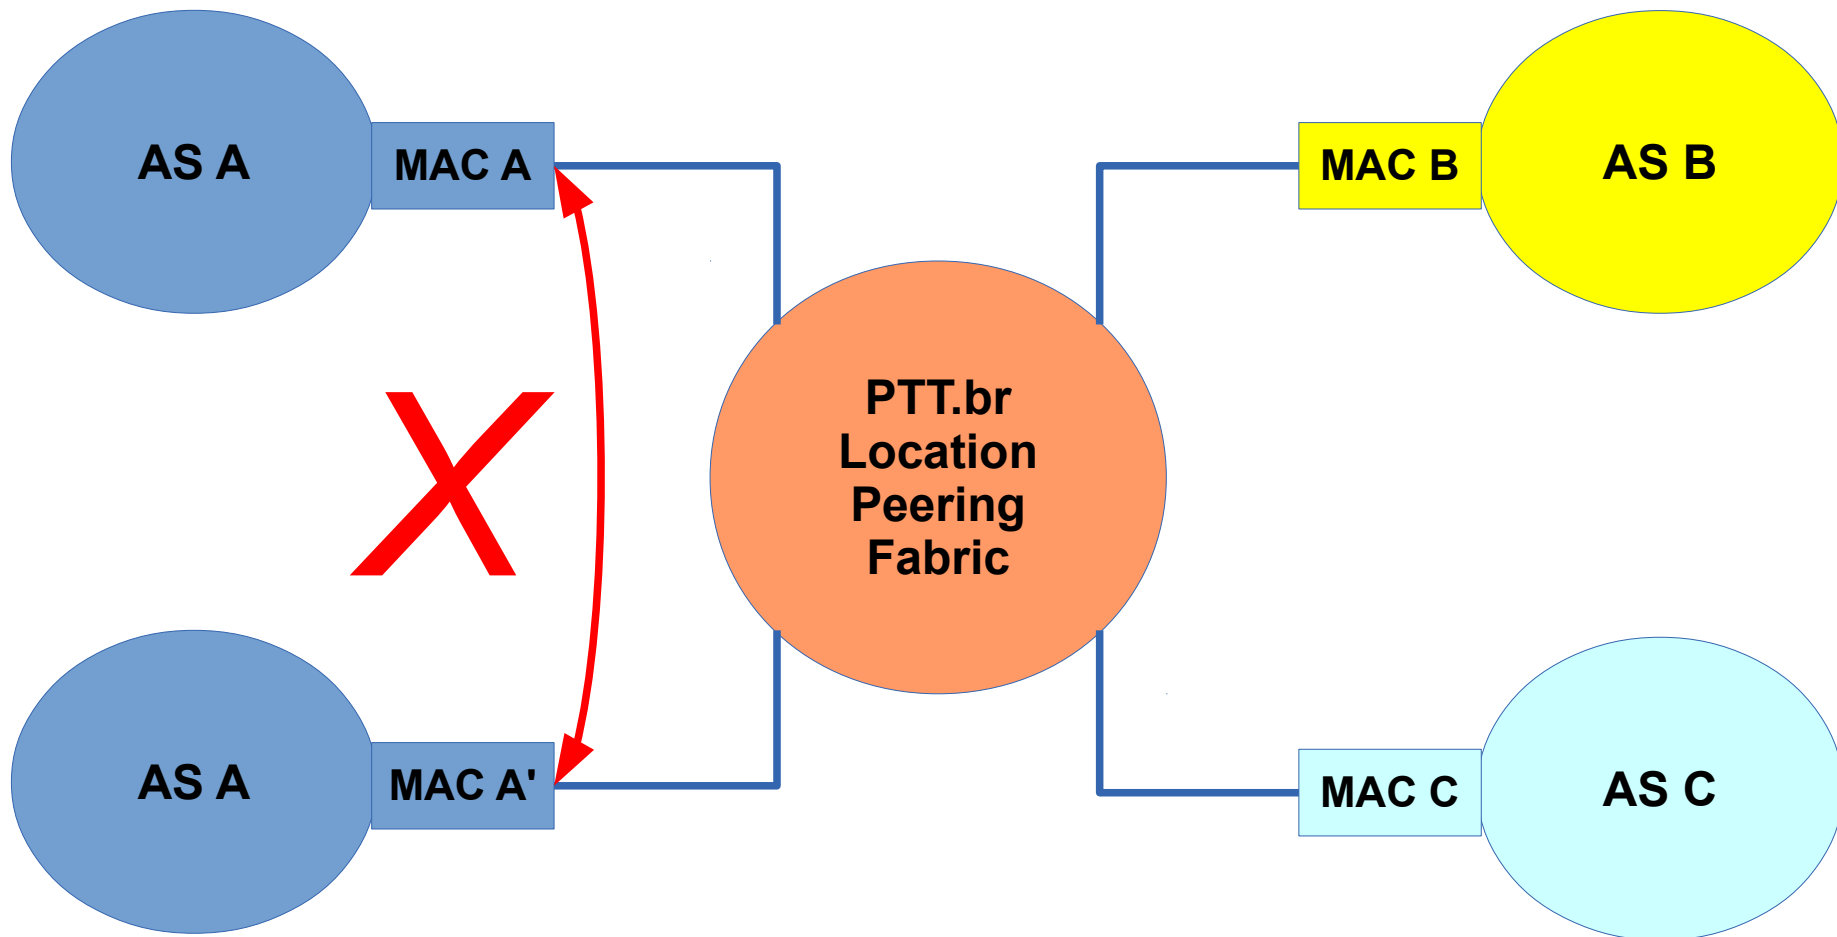 AS A
MAC A
MAC B
AS B
PTT.br
Location
Peering
Fabric
X
AS A
MAC A'
MAC C
AS C